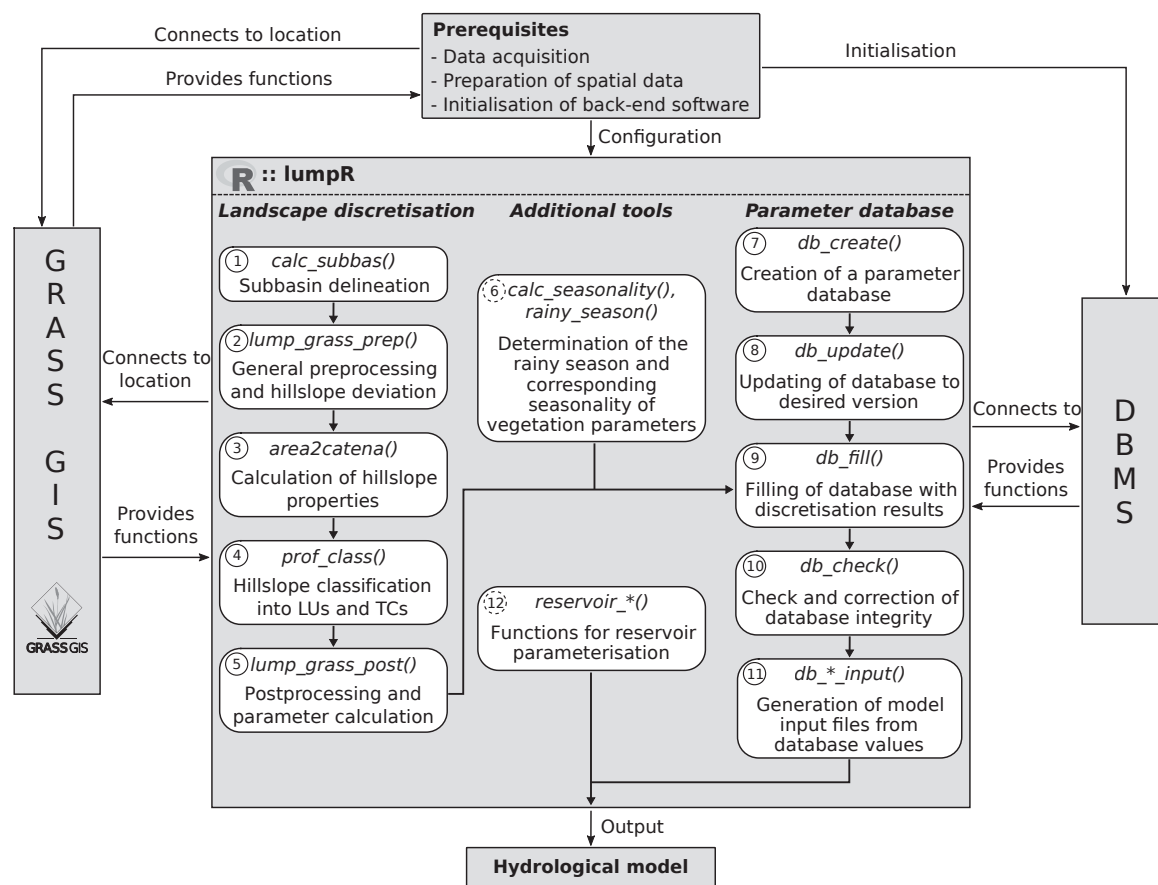 Prerequisites
- Data acquisition
- Preparation of spatial data
- Initialisation of back-end software
Connects to location
Provides functions
Initialisation
Configuration
R :: lumpR
Landscape discretisation
Additional tools
Parameter database
1
calc_subbas()
Subbasin delineation
2
lump_grass_prep()
General preprocessing
and hillslope deviation
3
area2catena()
Calculation of hillslope
properties
4
prof_class()
Hillslope classification
into LUs and TCs
5
lump_grass_post()
Postprocessing and
parameter calculation
6
calc_seasonality(),
rainy_season()
Determination of the
rainy season and
corresponding
seasonality of
vegetation parameters
12
reservoir_*()
Functions for reservoir
parameterisation
7
db_create()
Creation of a parameter
database
8
db_update()
Updating of database to
desired version
9
db_fill()
Filling of database with
discretisation results
10
db_check()
Check and correction of
database integrity
11
db_*_input()
Generation of model
input files from
database values
GRASS GIS
GRASS GIS
Connects to
location
Provides
functions
Connects to
Provides
functions
DBMS
Output
Hydrological model